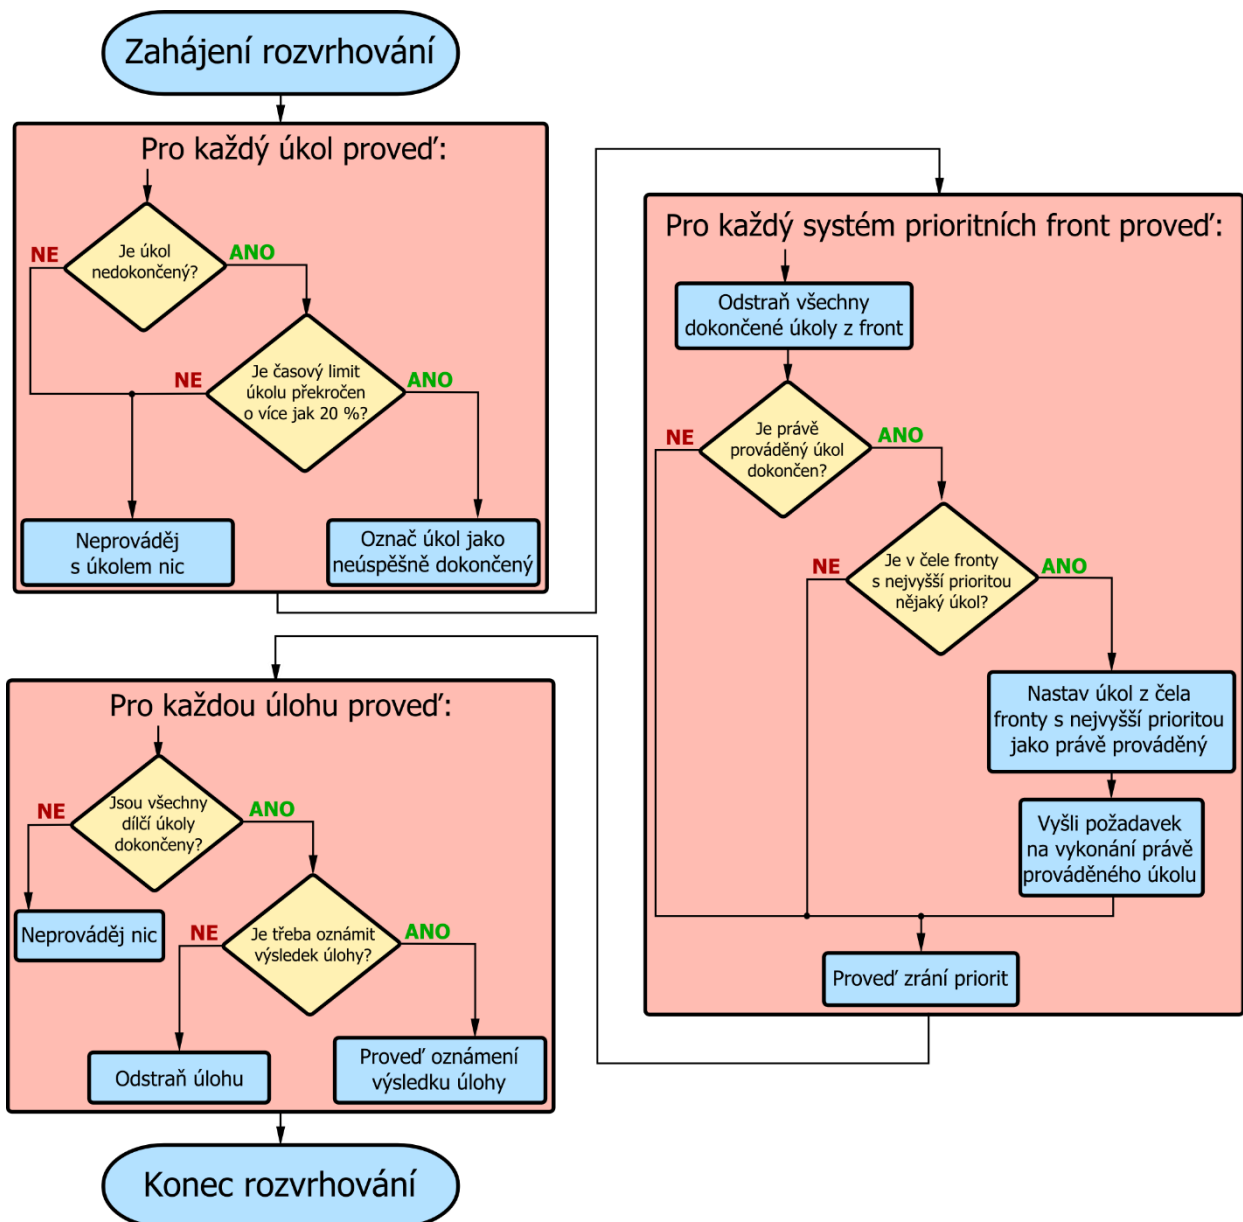 Zahájení rozvrhování
Pro každý úkol proveď:
Je úkol
nedokončený?
NE
ANO
Je časový limit
úkolu překročen
o více jak 20 %?
NE
ANO
Neprováděj
s úkolem nic
Označ úkol jako
neúspěšně dokončený
Pro každý systém prioritních front proveď:
Odstraň všechny
dokončené úkoly z front
Je právě
prováděný úkol
dokončen?
NE
ANO
Je v čele fronty
s nejvyšší prioritou
nějaký úkol?
NE
ANO
Nastav úkol z čela
fronty s nejvyšší prioritou
jako právě prováděný
Vyšli požadavek
na vykonání právě
prováděného úkolu
Proveď zrání priorit
Pro každou úlohu proveď:
Jsou všechny
dílčí úkoly
dokončeny?
NE
ANO
Neprováděj nic
Je třeba oznámit
výsledek úlohy?
NE
ANO
Odstraň úlohu
Proveď oznámení
výsledku úlohy
Konec rozvrhování